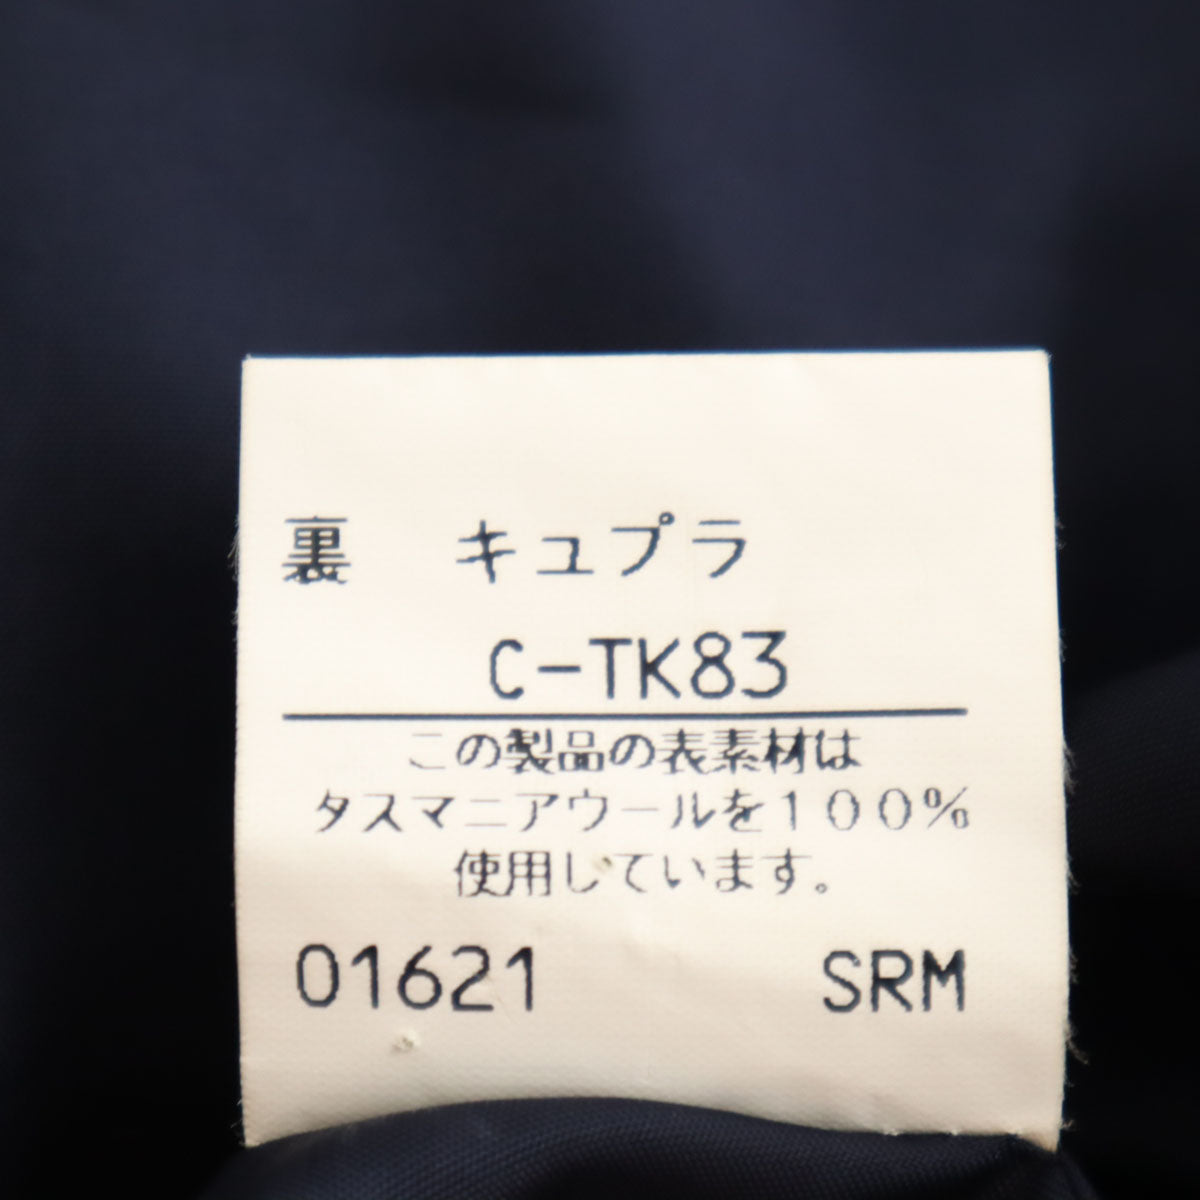 裏　キュプラ
C-TK83
この製品の表素材は
タスマニアウールを１００％
使用しています。
01621　SRM